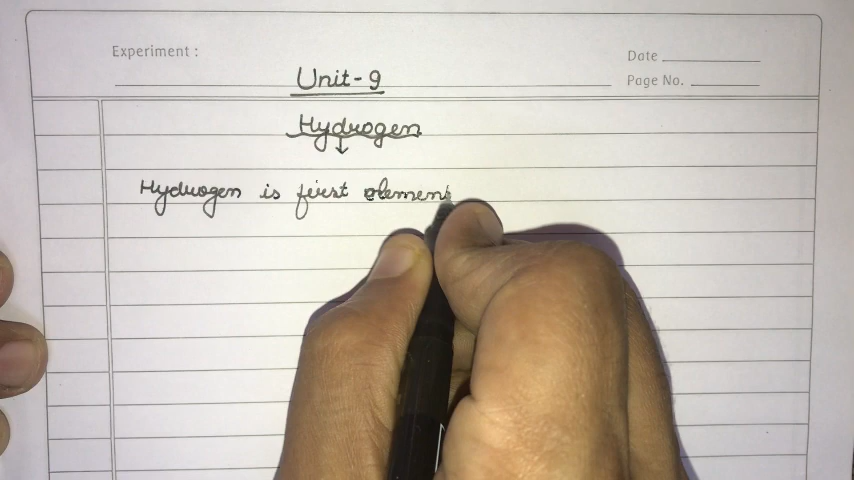 Experiment :
Date
Unit-9
Page No.
Hydrogen
Hydrogen is first element